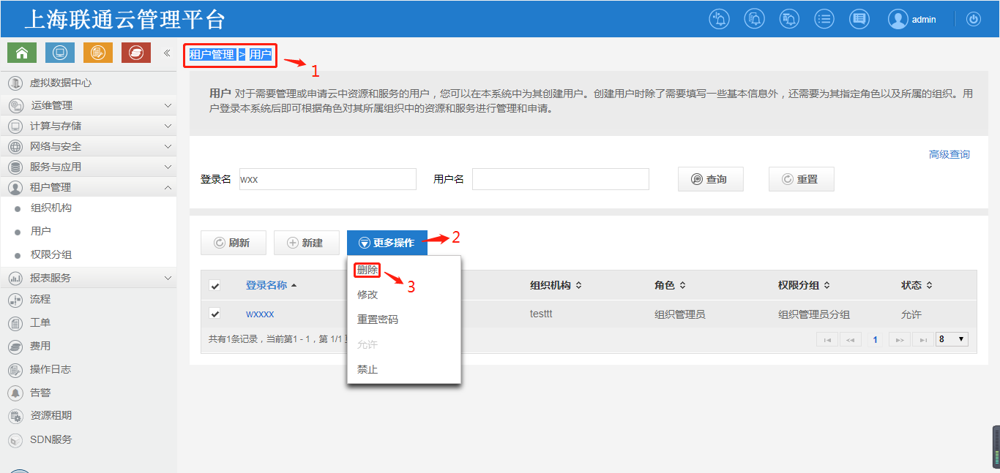 上海联通云管理平台
admin
«
租户管理 > 用户
1
虚拟数据中心
运维管理
计算与存储
网络与安全
服务与应用
租户管理
组织机构
用户
权限分组
报表服务
流程
工单
费用
操作日志
告警
资源租期
SDN服务
用户 对于需要管理或申请云中资源和服务的用户，您可以在本系统中为其创建用户。创建用户时除了需要填写一些基本信息外，还需要为其指定角色以及所属的组织。用
户登录本系统后即可根据角色对其所属组织中的资源和服务进行管理和申请。
高级查询
登录名 wxx 用户名 查询 重置
刷新 新建 更多操作 2
删除 3
修改
重置密码
允许
禁止
登录名称 组织机构 角色 权限分组 状态
wxxxx testtt 组织管理员 组织管理员分组 允许
共有1条记录，当前第1 - 1，第 1/1
1 8